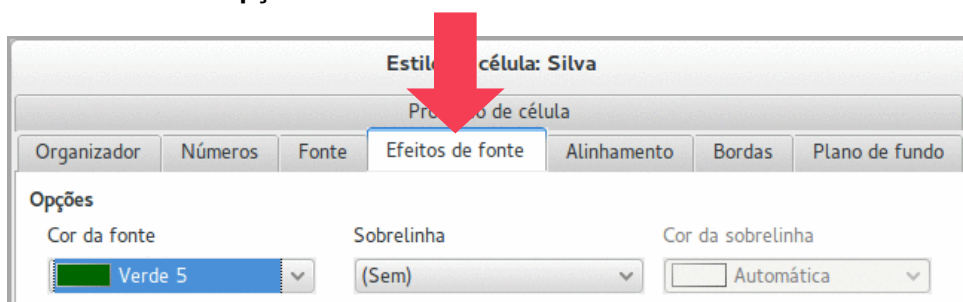 Estilo célula: Silva
de célula
Organizador Números Fonte Efeitos de fonte Alinhamento Bordas Plano de fundo
Opções
Cor da fonte Sobrelinha Cor da sobrelinha
Verde 5 (Sem) Automática